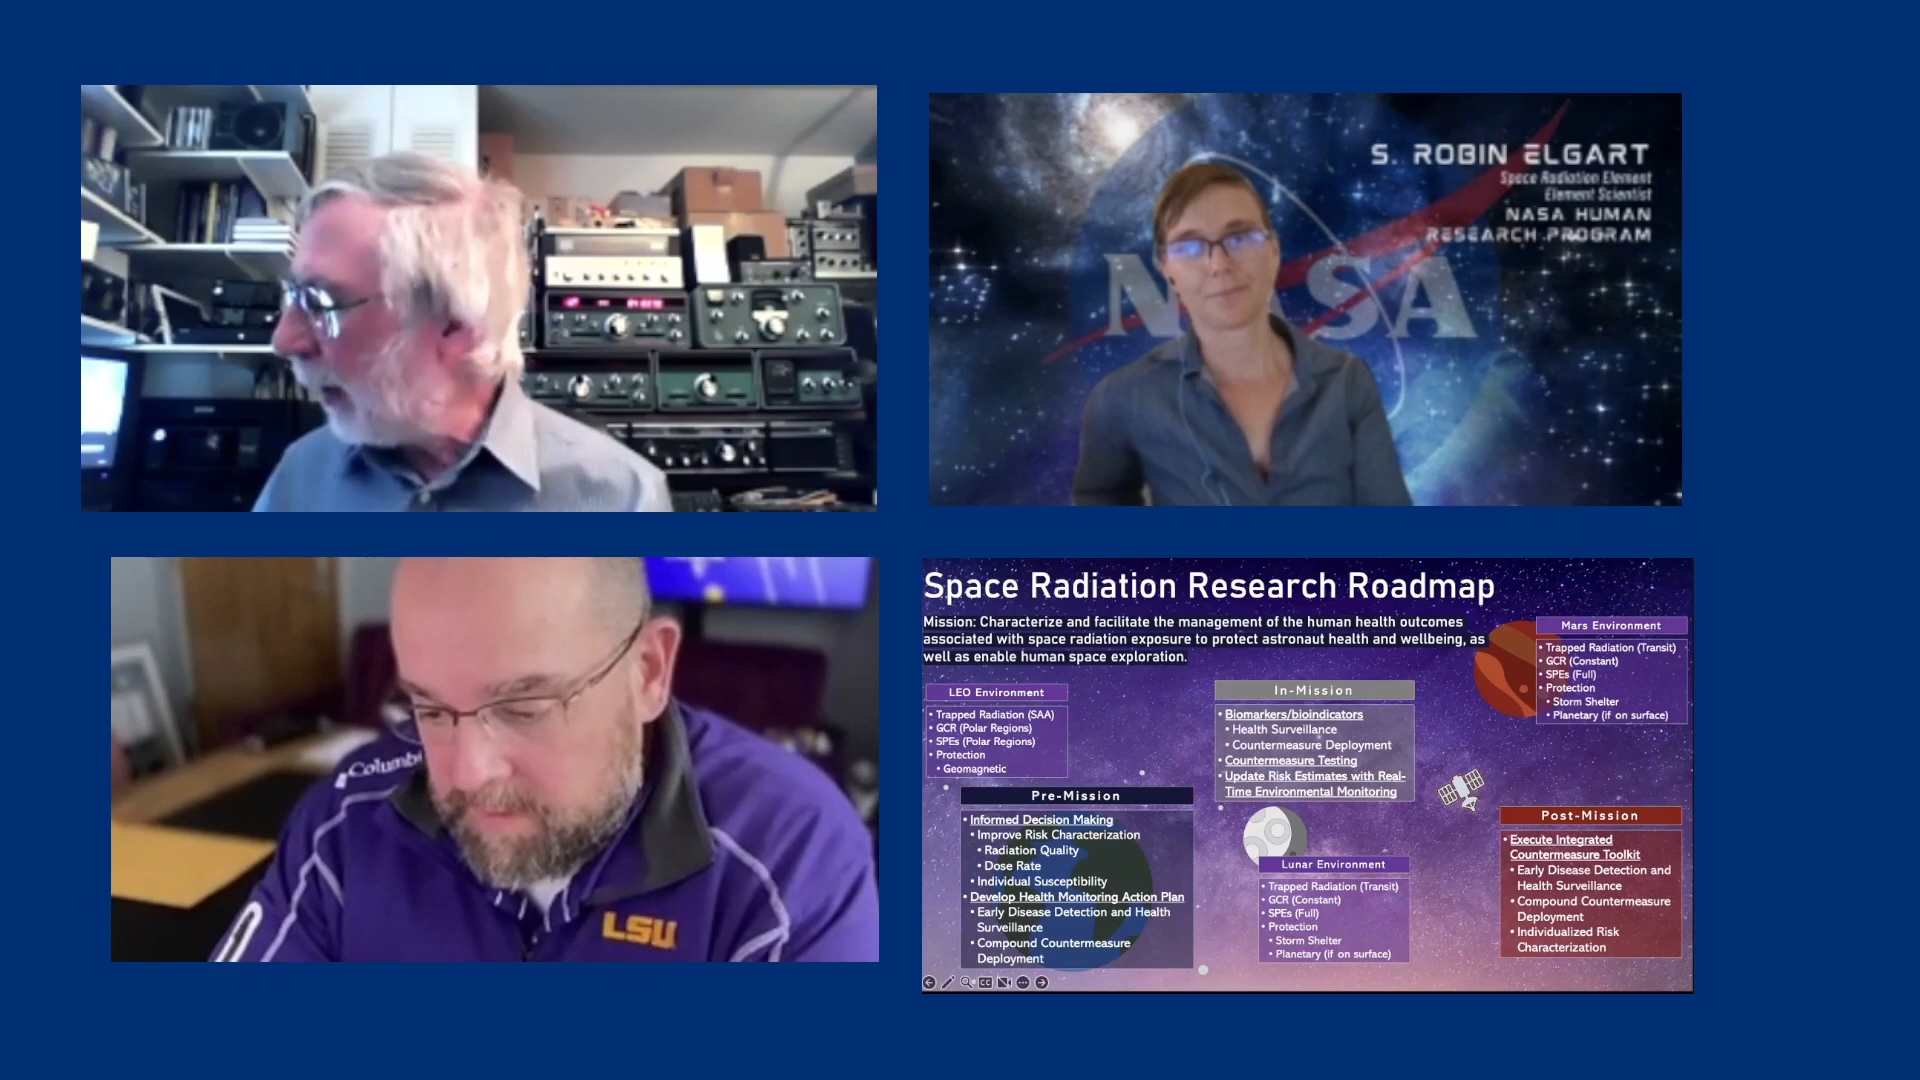 S. ROBIN ELGART
Space Radiation Element
Element Scientist
NASA HUMAN
RESEARCH PROGRAM
NASA
Columbi
LSU
Space Radiation Research Roadmap
Mission: Characterize and facilitate the management of the human health outcomes
associated with space radiation exposure to protect astronaut health and wellbeing, as
well as enable human space exploration.
LEO Environment
• Trapped Radiation (SAA)
• GCR (Polar Regions)
• SPEs (Polar Regions)
• Protection
• Geomagnetic
Pre-Mission
• Informed Decision Making
• Improve Risk Characterization
• Radiation Quality
• Dose Rate
• Individual Susceptibility
• Develop Health Monitoring Action Plan
• Early Disease Detection and Health
Surveillance
• Compound Countermeasure
Deployment
In-Mission
• Biomarkers/bioindicators
• Health Surveillance
• Countermeasure Deployment
• Countermeasure Testing
• Update Risk Estimates with Real-
Time Environmental Monitoring
Lunar Environment
• Trapped Radiation (Transit)
• GCR (Constant)
• SPEs (Full)
• Protection
• Storm Shelter
• Planetary (if on surface)
Mars Environment
• Trapped Radiation (Transit)
• GCR (Constant)
• SPEs (Full)
• Protection
• Storm Shelter
• Planetary (if on surface)
Post-Mission
• Execute Integrated
Countermeasure Toolkit
• Early Disease Detection and
Health Surveillance
• Compound Countermeasure
Deployment
• Individualized Risk
Characterization
CC